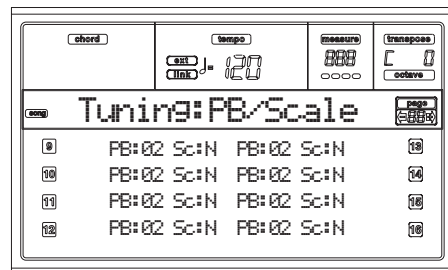 chord tempo measure transpose
ext link ♩= 120 888 C 0
octave
song Tuning:PB/Scale page 88
9 PB:02 Sc:N PB:02 Sc:N 13
10 PB:02 Sc:N PB:02 Sc:N 14
11 PB:02 Sc:N PB:02 Sc:N 15
12 PB:02 Sc:N PB:02 Sc:N 16